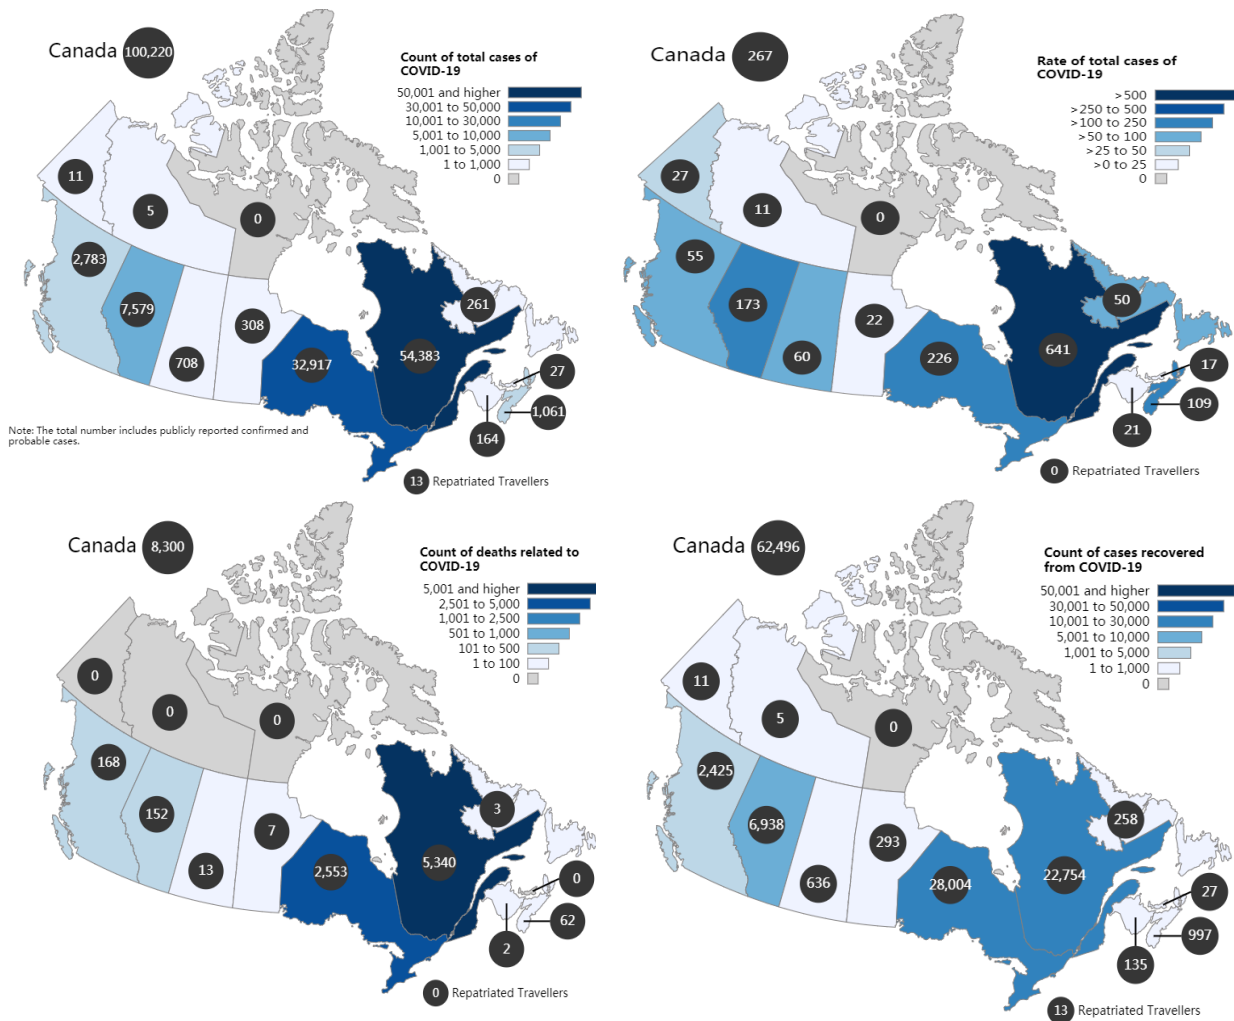 Canada 100,220
Count of total cases of
COVID-19
50,001 and higher
30,001 to 50,000
10,001 to 30,000
5,001 to 10,000
1,001 to 5,000
1 to 1,000
0
11
5
0
2,783
7,579
708
308
32,917
54,383
261
27
1,061
164
Note: The total number includes publicly reported confirmed and
probable cases.
13 Repatriated Travellers
Canada 267
Rate of total cases of
COVID-19
>500
>250 to 500
>100 to 250
>50 to 100
>25 to 50
>0 to 25
0
27
11
0
55
173
60
22
226
641
50
17
109
21
0 Repatriated Travellers
Canada 8,300
Count of deaths related to
COVID-19
5,001 and higher
2,501 to 5,000
1,001 to 2,500
501 to 1,000
101 to 500
1 to 100
0
0
0
0
168
152
13
7
2,553
5,340
3
0
62
2
0 Repatriated Travellers
Canada 62,496
Count of cases recovered
from COVID-19
50,001 and higher
30,001 to 50,000
10,001 to 30,000
5,001 to 10,000
1,001 to 5,000
1 to 1,000
0
11
5
0
2,425
6,938
636
293
28,004
22,754
258
27
997
135
13 Repatriated Travellers